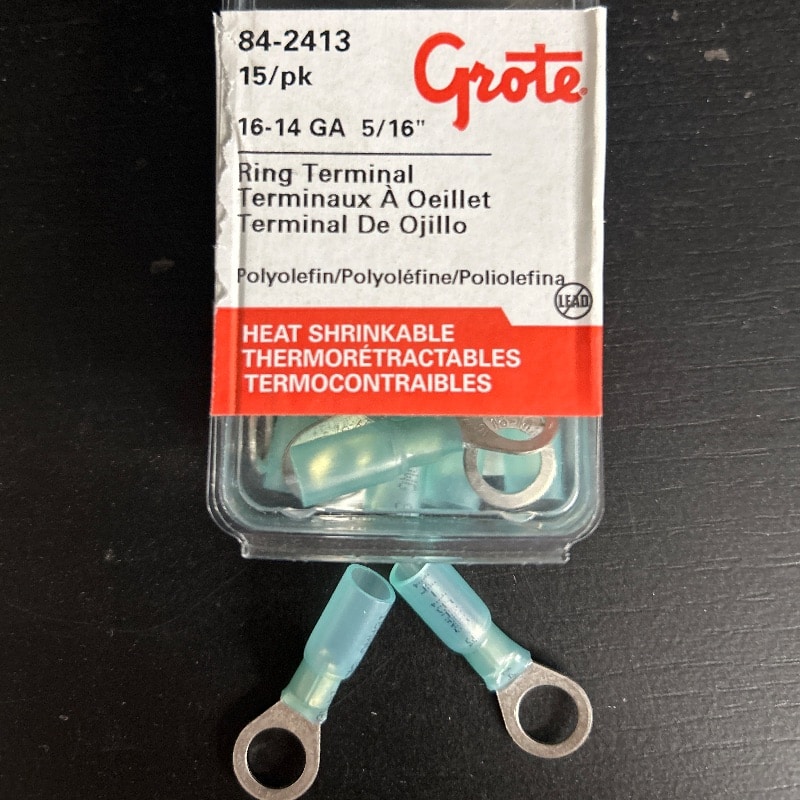 84-2413
Grote
15/pk
16-14 GA 5/16"
Ring Terminal
Terminaux À Oeillet
Terminal De Ojillo
Polyolefin/Polyoléfine/Poliolefina
LEAD
HEAT SHRINKABLE
THERMORÉTRACTABLES
TERMOCONTRAIBLES